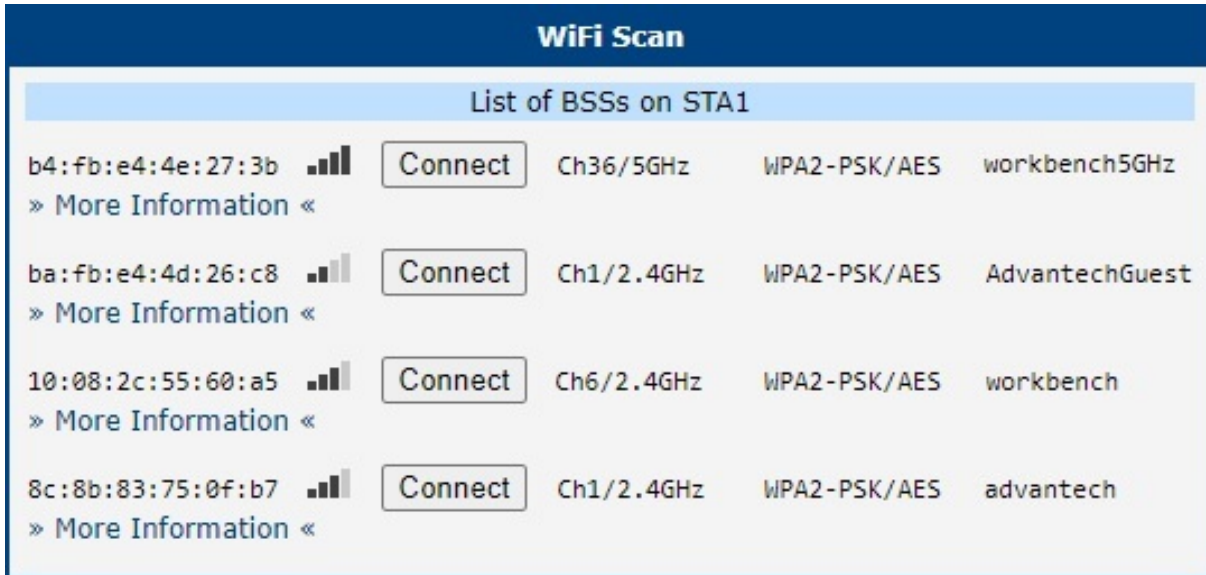 WiFi Scan
List of BSSs on STA1
b4:fb:e4:4e:27:3b Connect Ch36/5GHz WPA2-PSK/AES workbench5GHz
» More Information «
ba:fb:e4:4d:26:c8 Connect Ch1/2.4GHz WPA2-PSK/AES AdvantechGuest
» More Information «
10:08:2c:55:60:a5 Connect Ch6/2.4GHz WPA2-PSK/AES workbench
» More Information «
8c:8b:83:75:0f:b7 Connect Ch1/2.4GHz WPA2-PSK/AES advantech
» More Information «